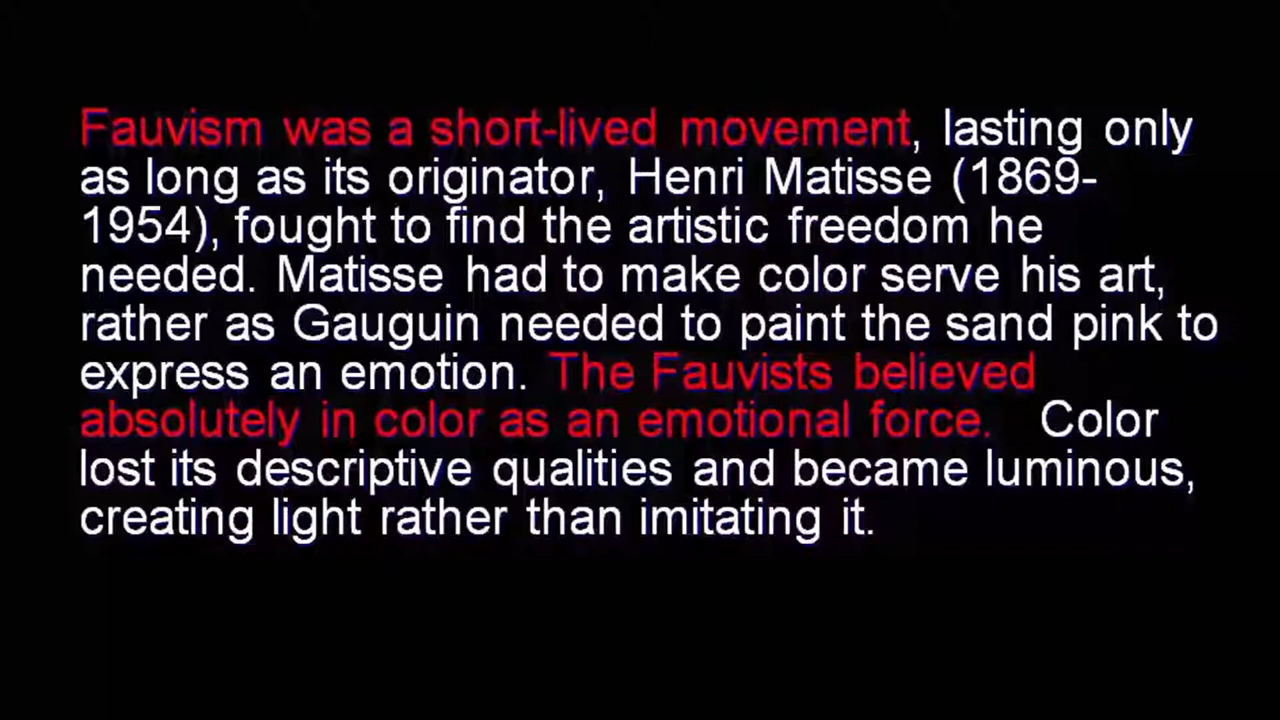 Fauvism was a short-lived movement, lasting only
as long as its originator, Henri Matisse (1869-
1954), fought to find the artistic freedom he
needed. Matisse had to make color serve his art,
rather as Gauguin needed to paint the sand pink to
express an emotion. The Fauvists believed
absolutely in color as an emotional force. Color
lost its descriptive qualities and became luminous,
creating light rather than imitating it.